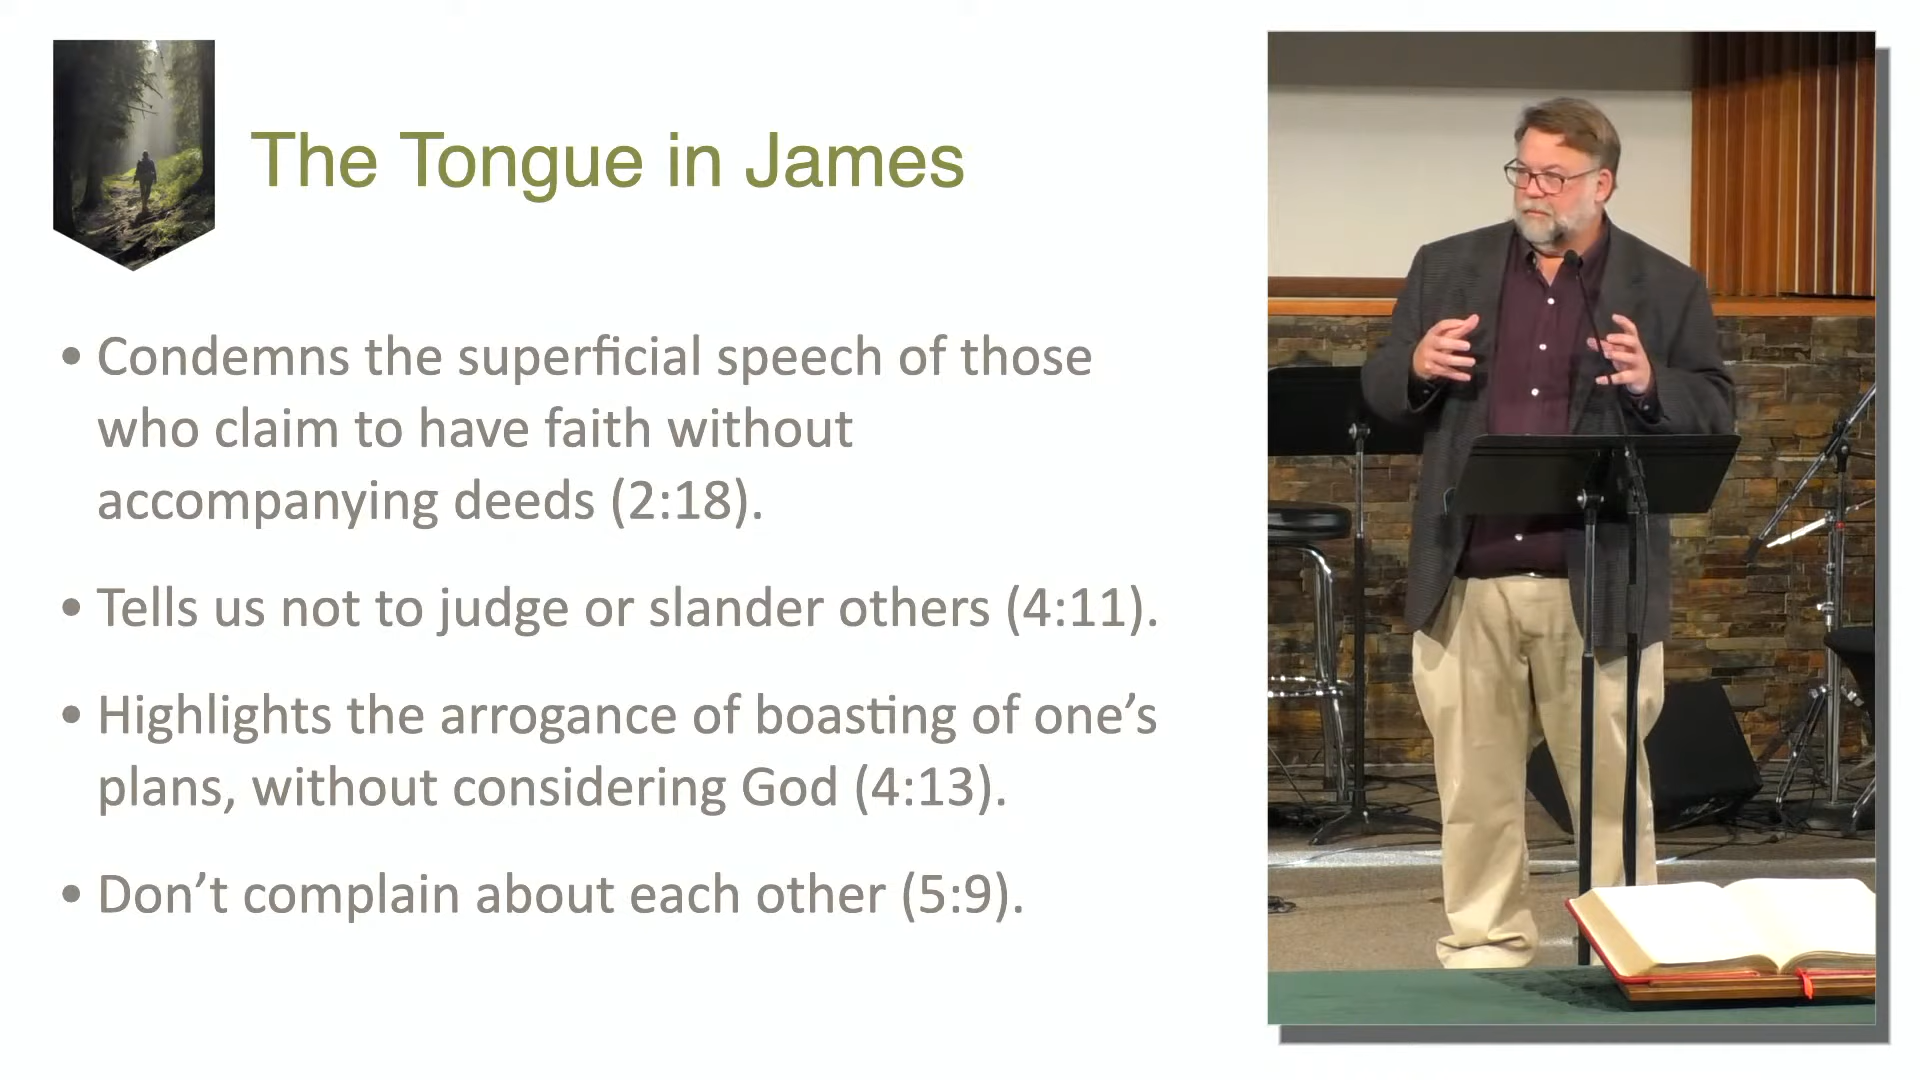 The Tongue in James
• Condemns the superficial speech of those
who claim to have faith without
accompanying deeds (2:18).
• Tells us not to judge or slander others (4:11).
• Highlights the arrogance of boasting of one’s
plans, without considering God (4:13).
• Don’t complain about each other (5:9).